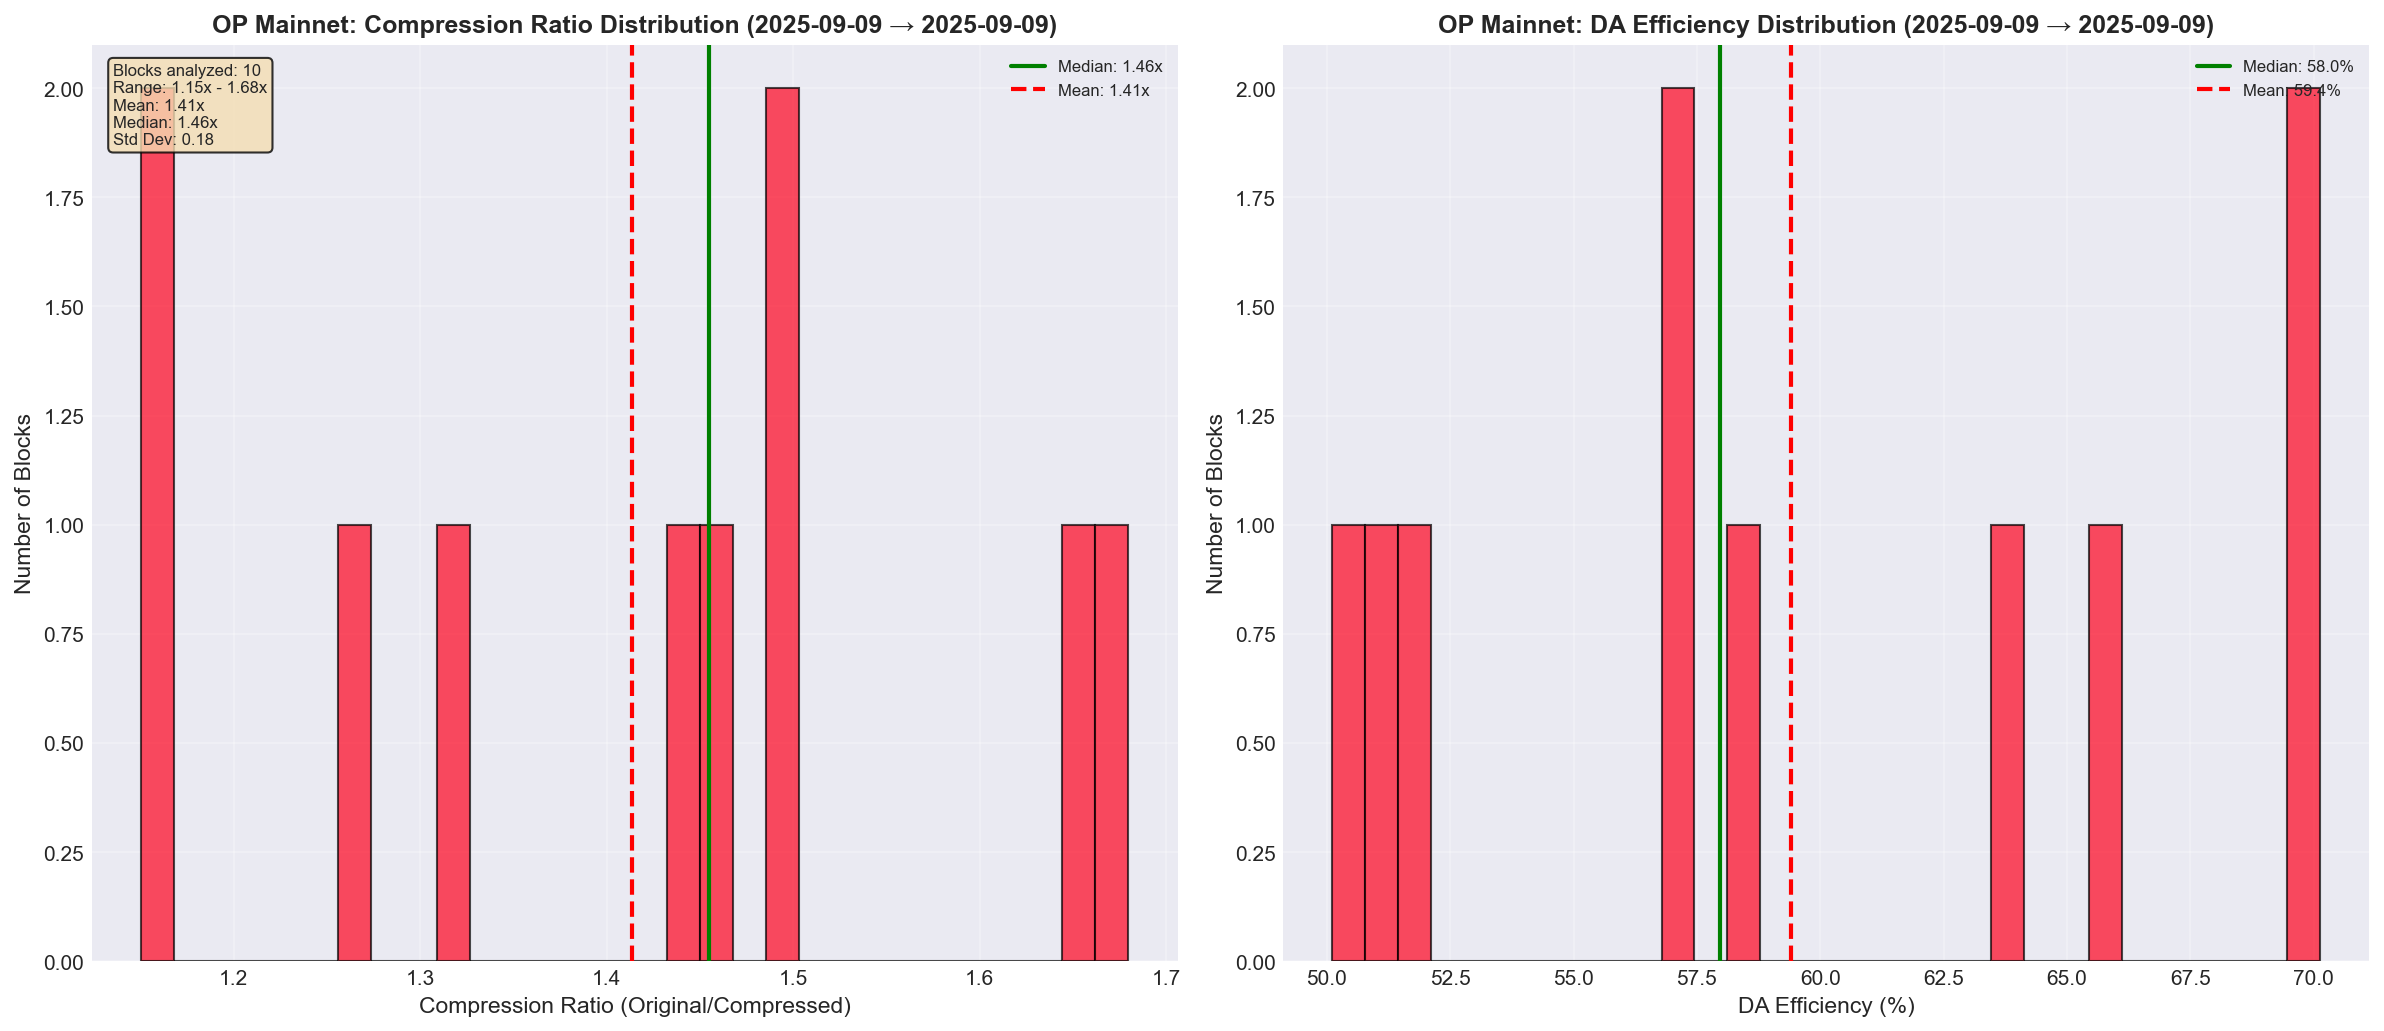 OP Mainnet: Compression Ratio Distribution (2025-09-09 → 2025-09-09)
Blocks analyzed: 10
Range: 1.15x - 1.68x
Mean: 1.41x
Median: 1.46x
Std Dev: 0.18
Median: 1.46x
Mean: 1.41x
Number of Blocks
2.00
1.75
1.50
1.25
1.00
0.75
0.50
0.25
0.00
1.2 1.3 1.4 1.5 1.6 1.7
Compression Ratio (Original/Compressed)
OP Mainnet: DA Efficiency Distribution (2025-09-09 → 2025-09-09)
Median: 58.0%
Mean: 59.4%
Number of Blocks
2.00
1.75
1.50
1.25
1.00
0.75
0.50
0.25
0.00
50.0 52.5 55.0 57.5 60.0 62.5 65.0 67.5 70.0
DA Efficiency (%)